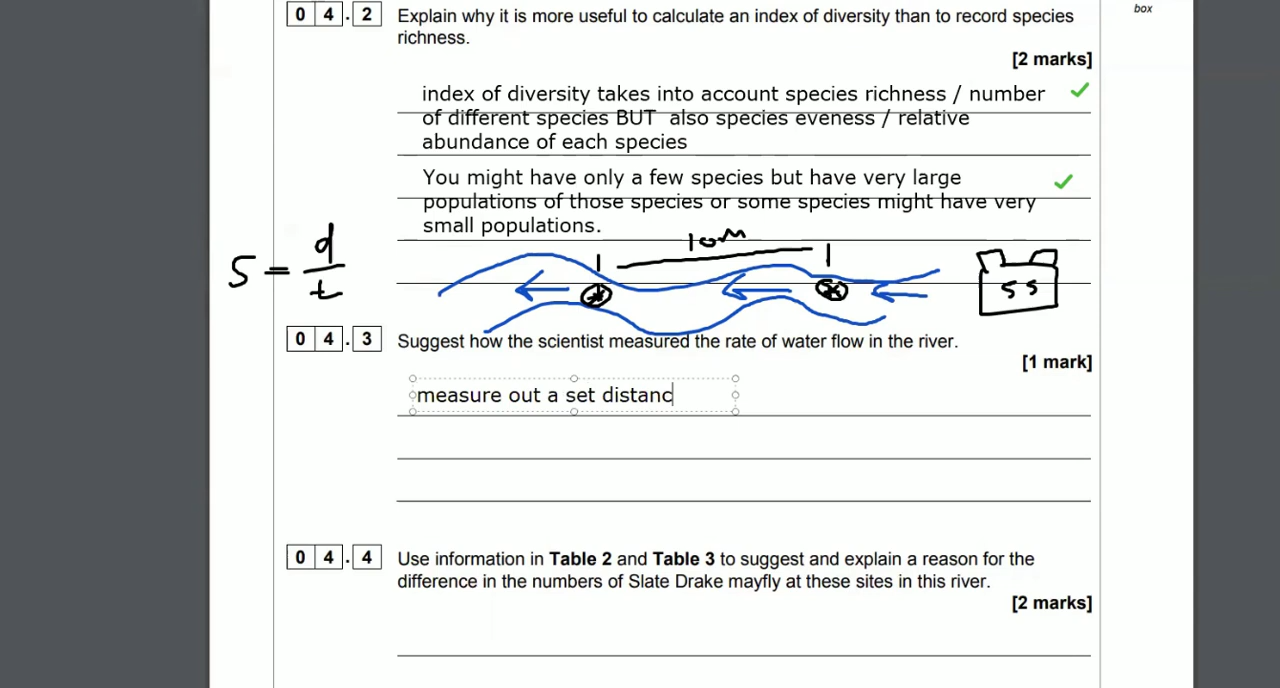 0 4 . 2 Explain why it is more useful to calculate an index of diversity than to record species
richness.
box
[2 marks]
index of diversity takes into account species richness / number
of different species BUT also species eveness / relative
abundance of each species
You might have only a few species but have very large
populations of those species or some species might have very
small populations.
S = d/t
10M
5 5
0 4 . 3 Suggest how the scientist measured the rate of water flow in the river.
[1 mark]
measure out a set distanc
0 4 . 4 Use information in Table 2 and Table 3 to suggest and explain a reason for the
difference in the numbers of Slate Drake mayfly at these sites in this river.
[2 marks]